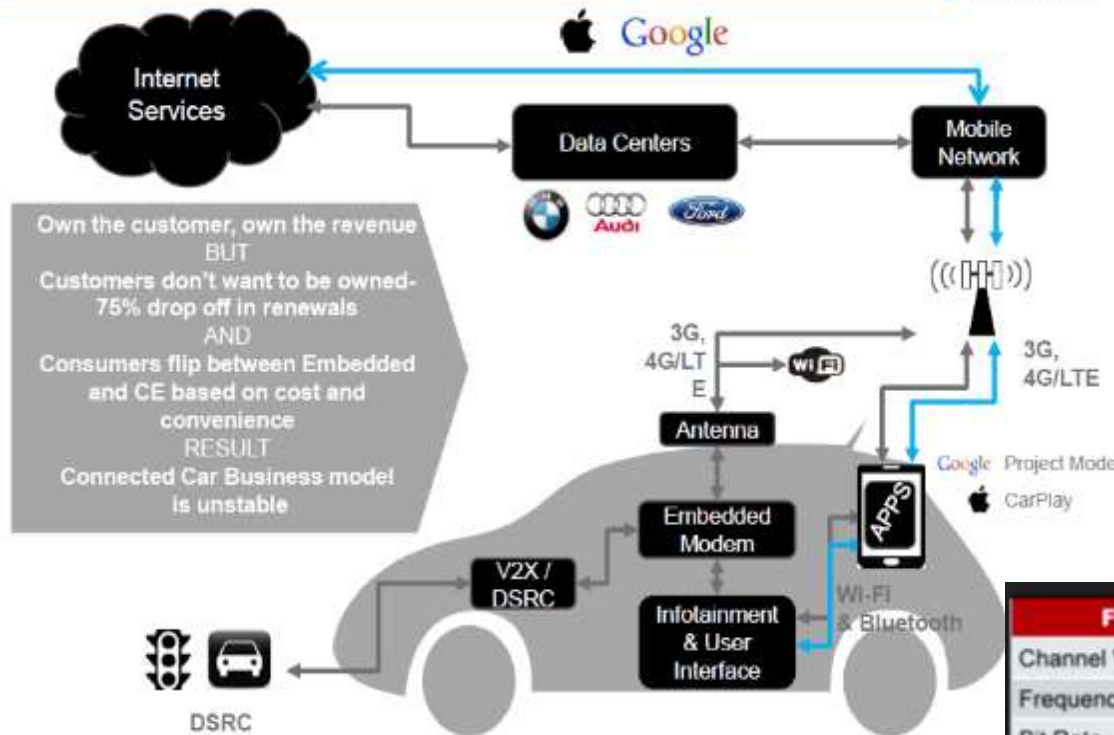 Google
Internet
Services
Data Centers
Mobile
Network
Audi
Ford
Own the customer, own the revenue
BUT
Customers don't want to be owned-
75% drop off in renewals
AND
Consumers flip between Embedded
and CE based on cost and
convenience
RESULT
Connected Car Business model
is unstable
3G,
4G/LT
E
WI FI
3G,
4G/LTE
Antenna
Google Project Mode
CarPlay
APPS
Embedded
Modem
V2X /
DSRC
Wi-Fi
& Bluetooth
Infotainment
& User
Interface
DSRC
Channel